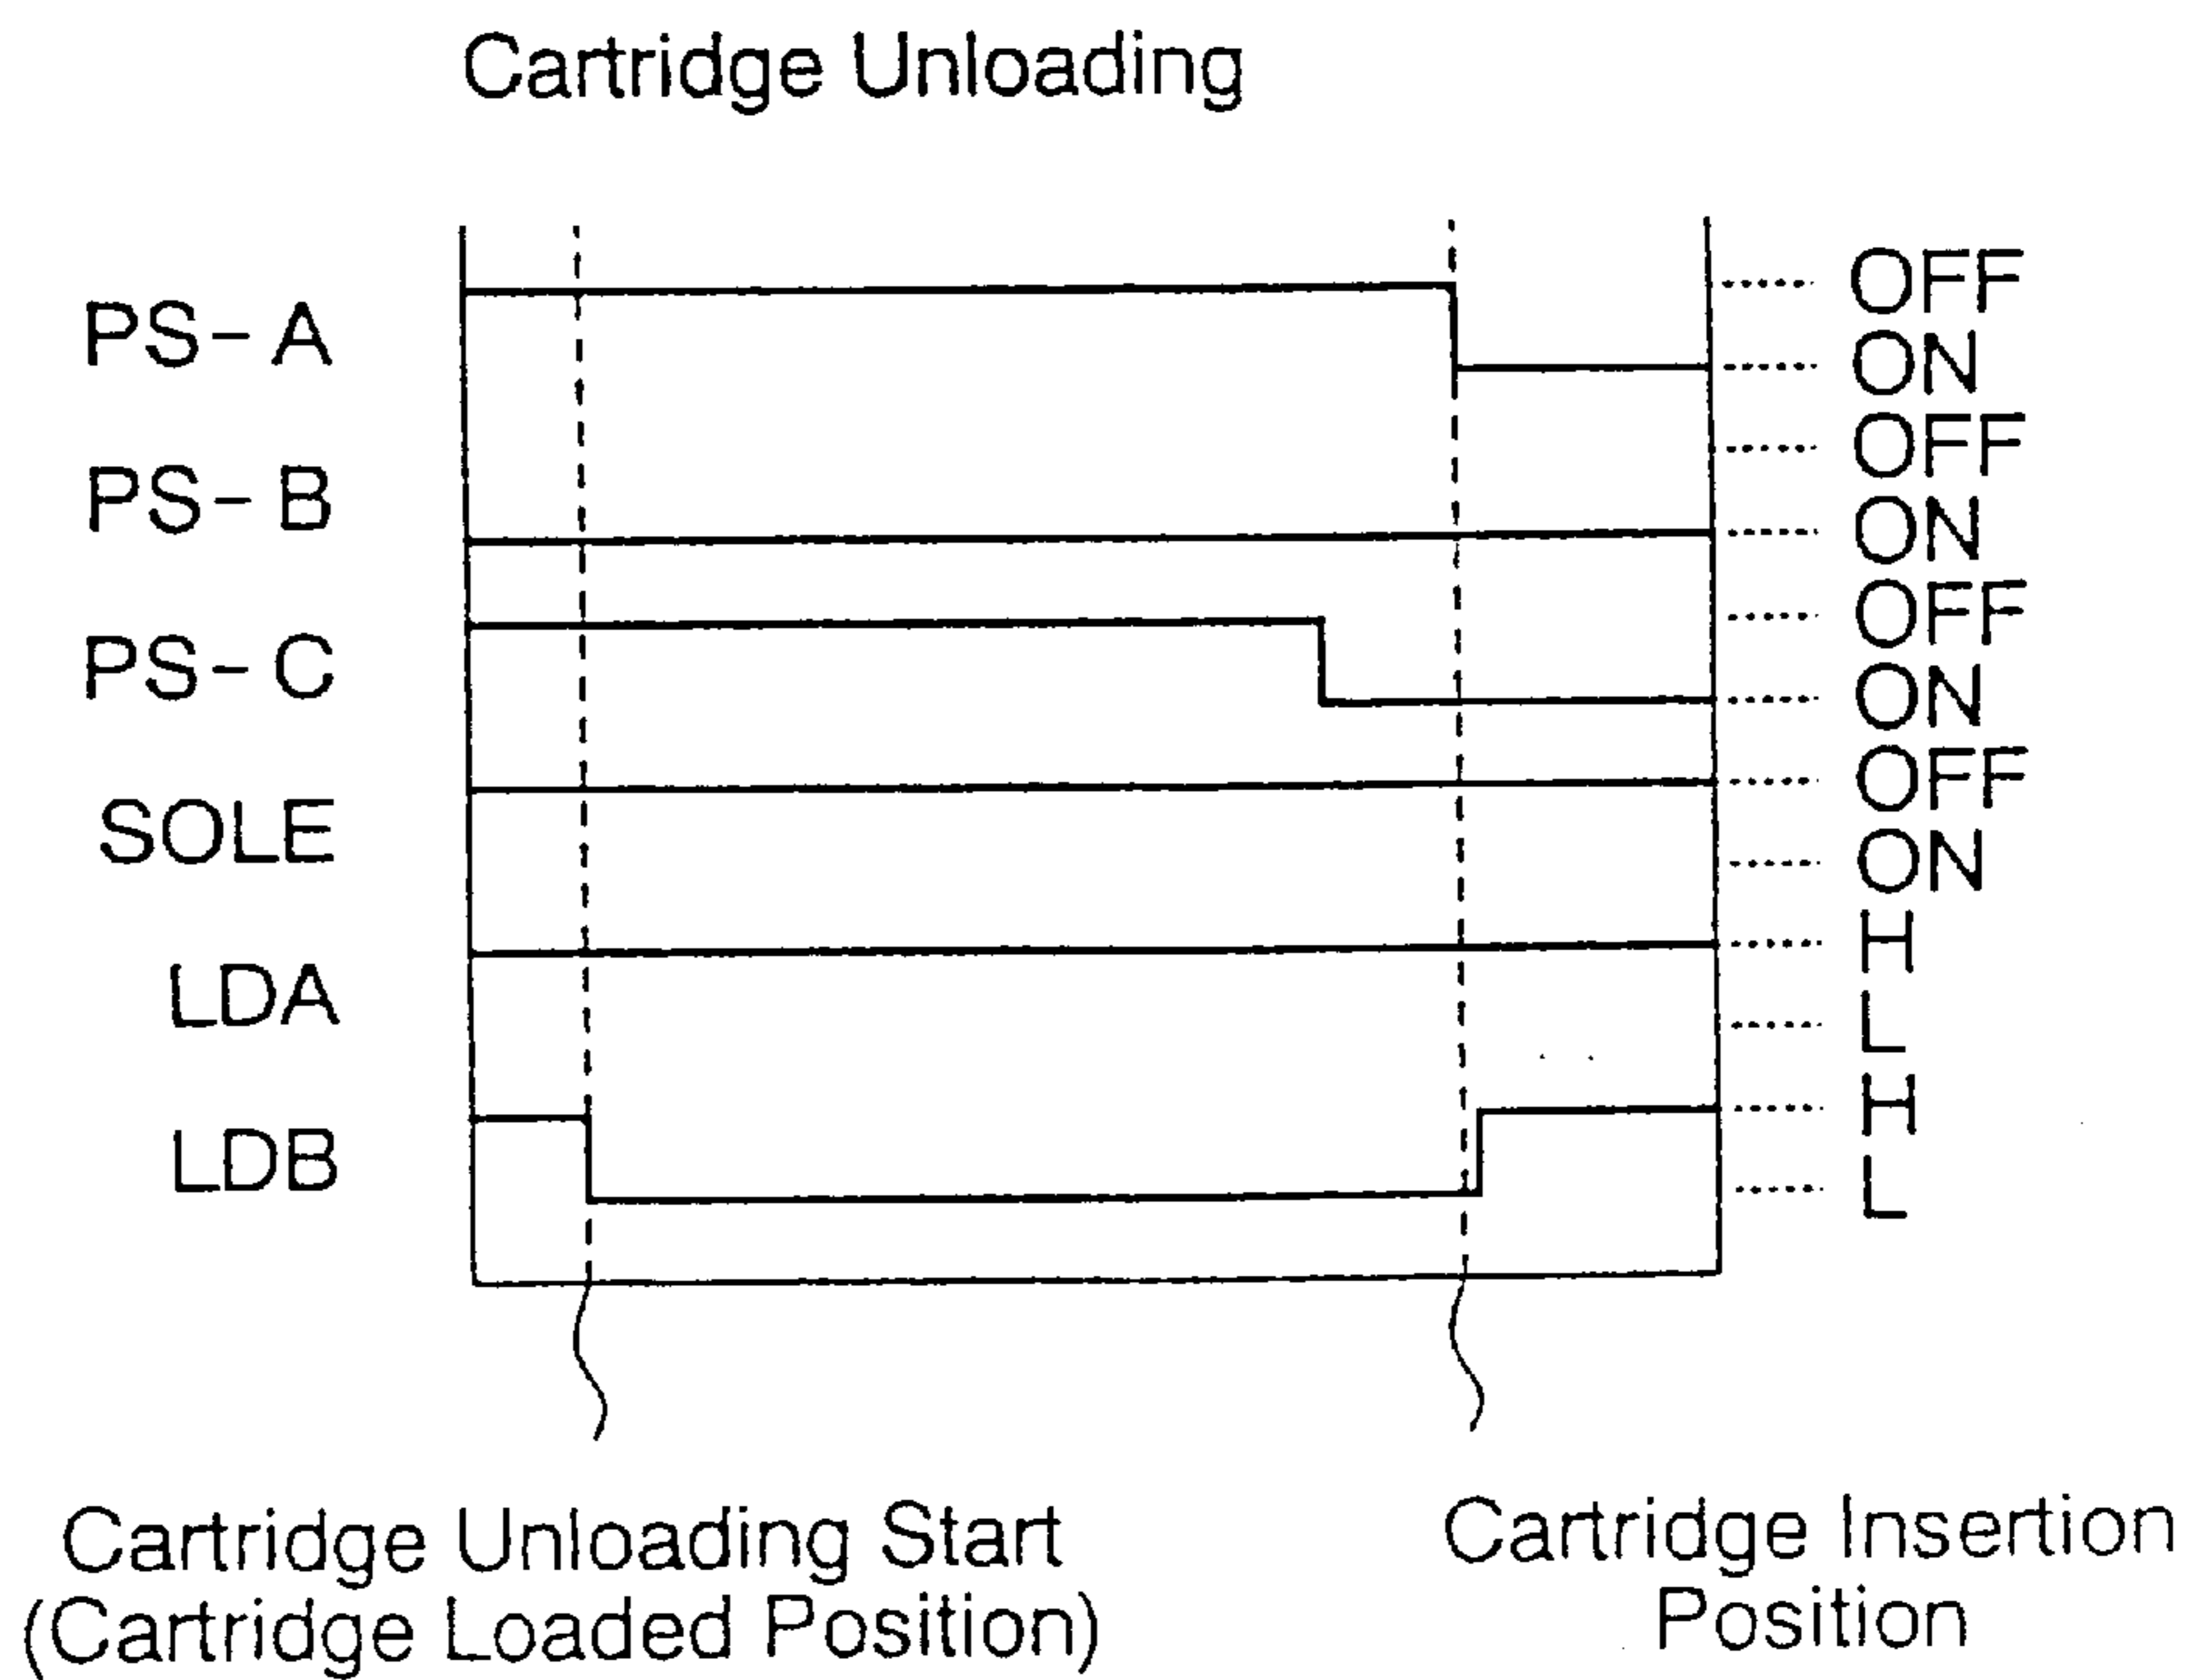 Cartridge Unloading
PS-A
OFF
ON
PS-B
OFF
ON
PS-C
OFF
ON
SOLE
OFF
ON
LDA
H
L
LDB
H
L
Cartridge Unloading Start
(Cartridge Loaded Position)
Cartridge Insertion
Position